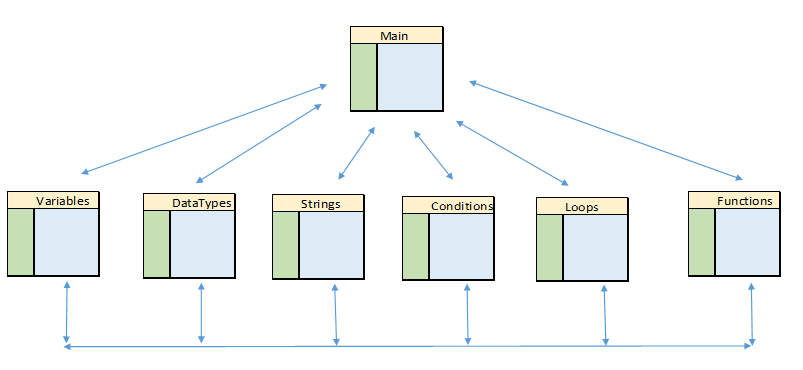 Main
Variables
DataTypes
Strings
Conditions
Loops
Functions